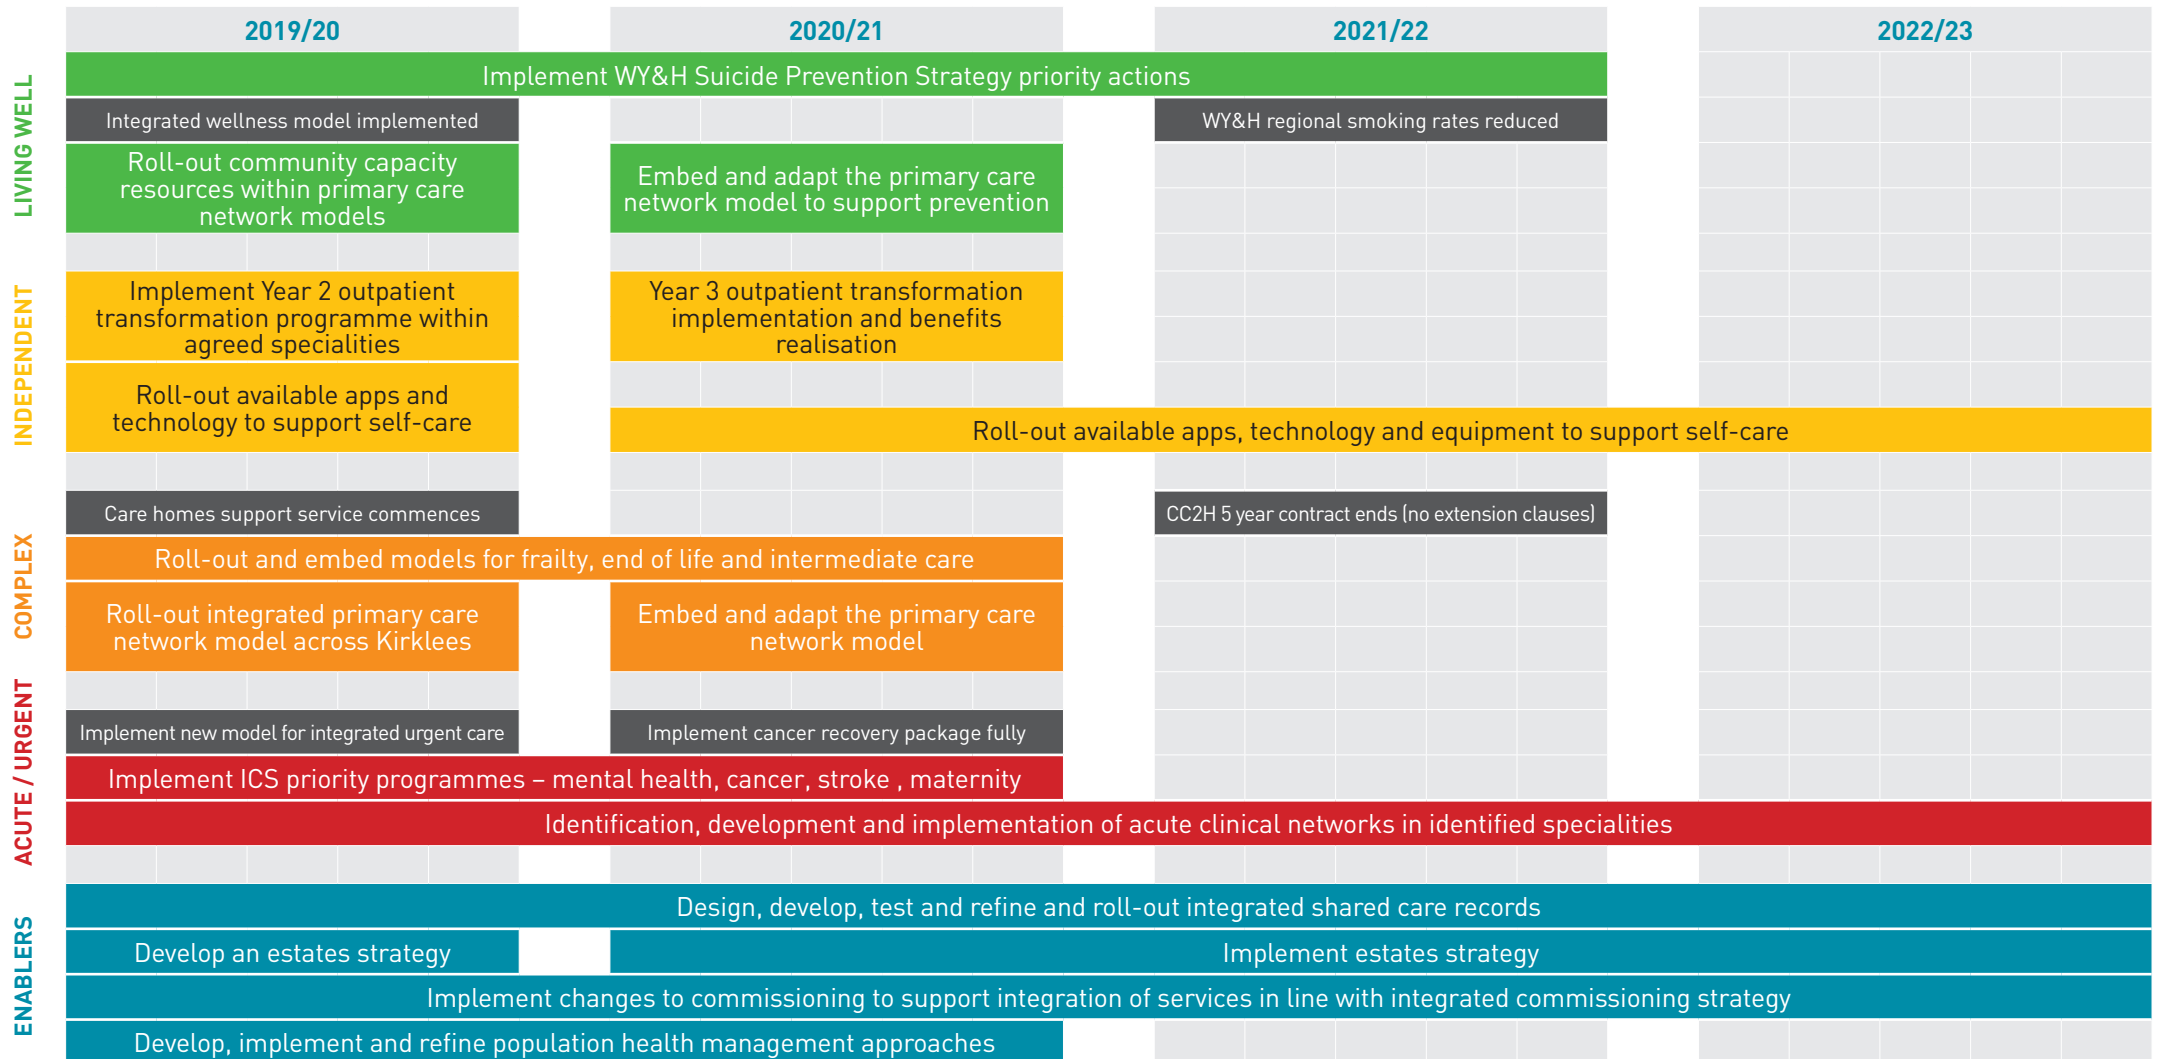 2019/20
2020/21
2021/22
2022/23
LIVING WELL
Implement WY&H Suicide Prevention Strategy priority actions
Integrated wellness model implemented
WY&H regional smoking rates reduced
Roll-out community capacity
resources within primary care
network models
Embed and adapt the primary care
network model to support prevention
INDEPENDENT
Implement Year 2 outpatient
transformation programme within
agreed specialities
Year 3 outpatient transformation
implementation and benefits
realisation
Roll-out available apps and
technology to support self-care
Roll-out available apps, technology and equipment to support self-care
COMPLEX
Care homes support service commences
CC2H 5 year contract ends (no extension clauses)
Roll-out and embed models for frailty, end of life and intermediate care
Roll-out integrated primary care
network model across Kirklees
Embed and adapt the primary care
network model
ACUTE / URGENT
Implement new model for integrated urgent care
Implement cancer recovery package fully
Implement ICS priority programmes – mental health, cancer, stroke , maternity
Identification, development and implementation of acute clinical networks in identified specialities
ENABLERS
Design, develop, test and refine and roll-out integrated shared care records
Develop an estates strategy
Implement estates strategy
Implement changes to commissioning to support integration of services in line with integrated commissioning strategy
Develop, implement and refine population health management approaches